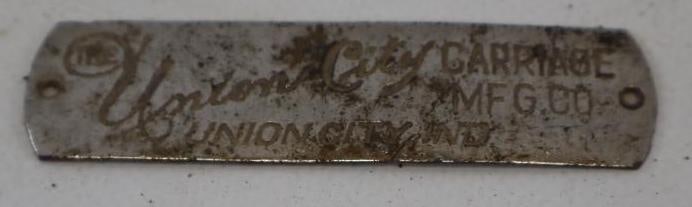 THE Union City CARRIAGE
MFG.CO
UNION CITY, IND